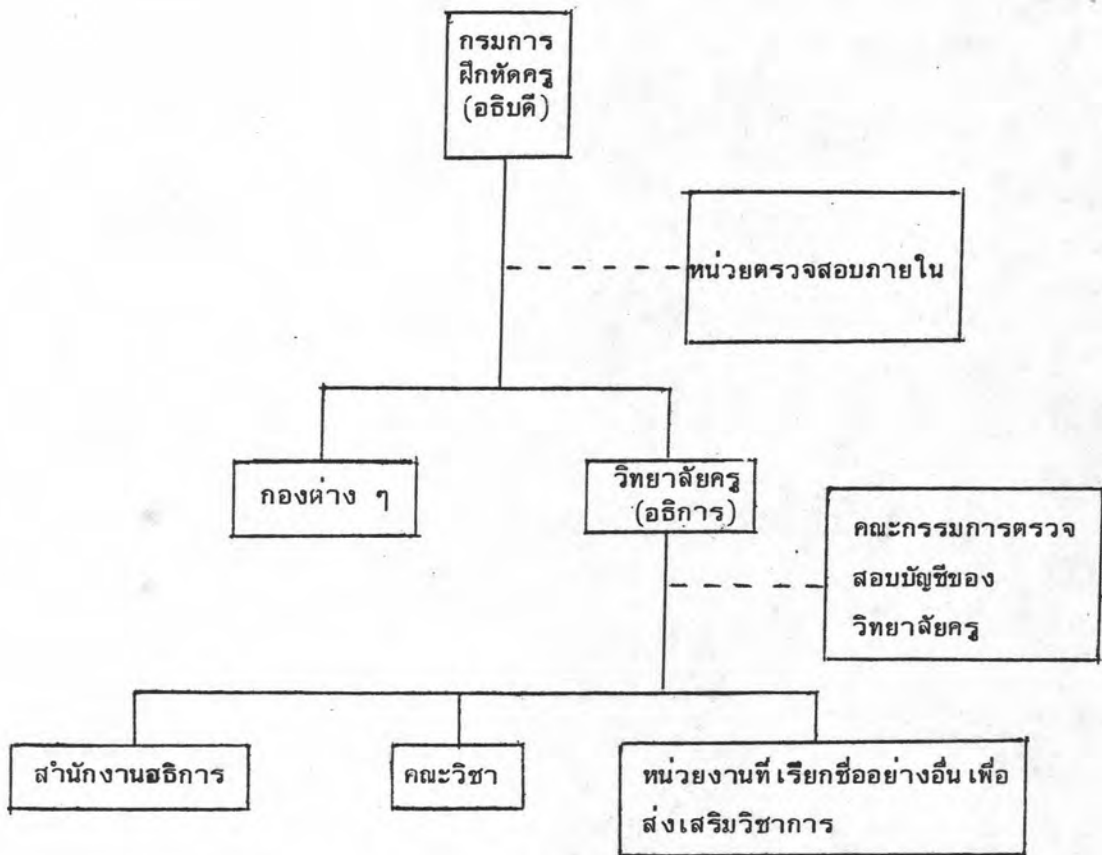 กรมการ
ฝึกหัดครู
(อธิบดี)
หน่วยตรวจสอบภายใน
กองต่าง ๆ
วิทยาลัยครู
(อธิการ)
คณะกรรมการตรวจ
สอบบัญชีของ
วิทยาลัยครู
สำนักงานอธิการ
คณะวิชา
หน่วยงานที่เรียกชื่ออย่างอื่นเพื่อ
ส่งเสริมวิชาการ